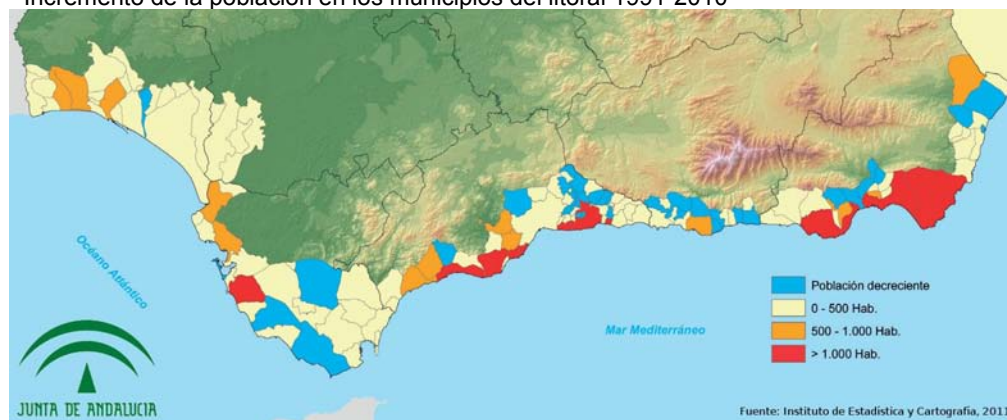 Incremento de la población en los municipios del litoral 1991-2010
Océano Atlántico
Mar Mediterráneo
Población decreciente
0 - 500 Hab.
500 - 1.000 Hab.
> 1.000 Hab.
JUNTA DE ANDALUCIA
Fuente: Instituto de Estadística y Cartografía,